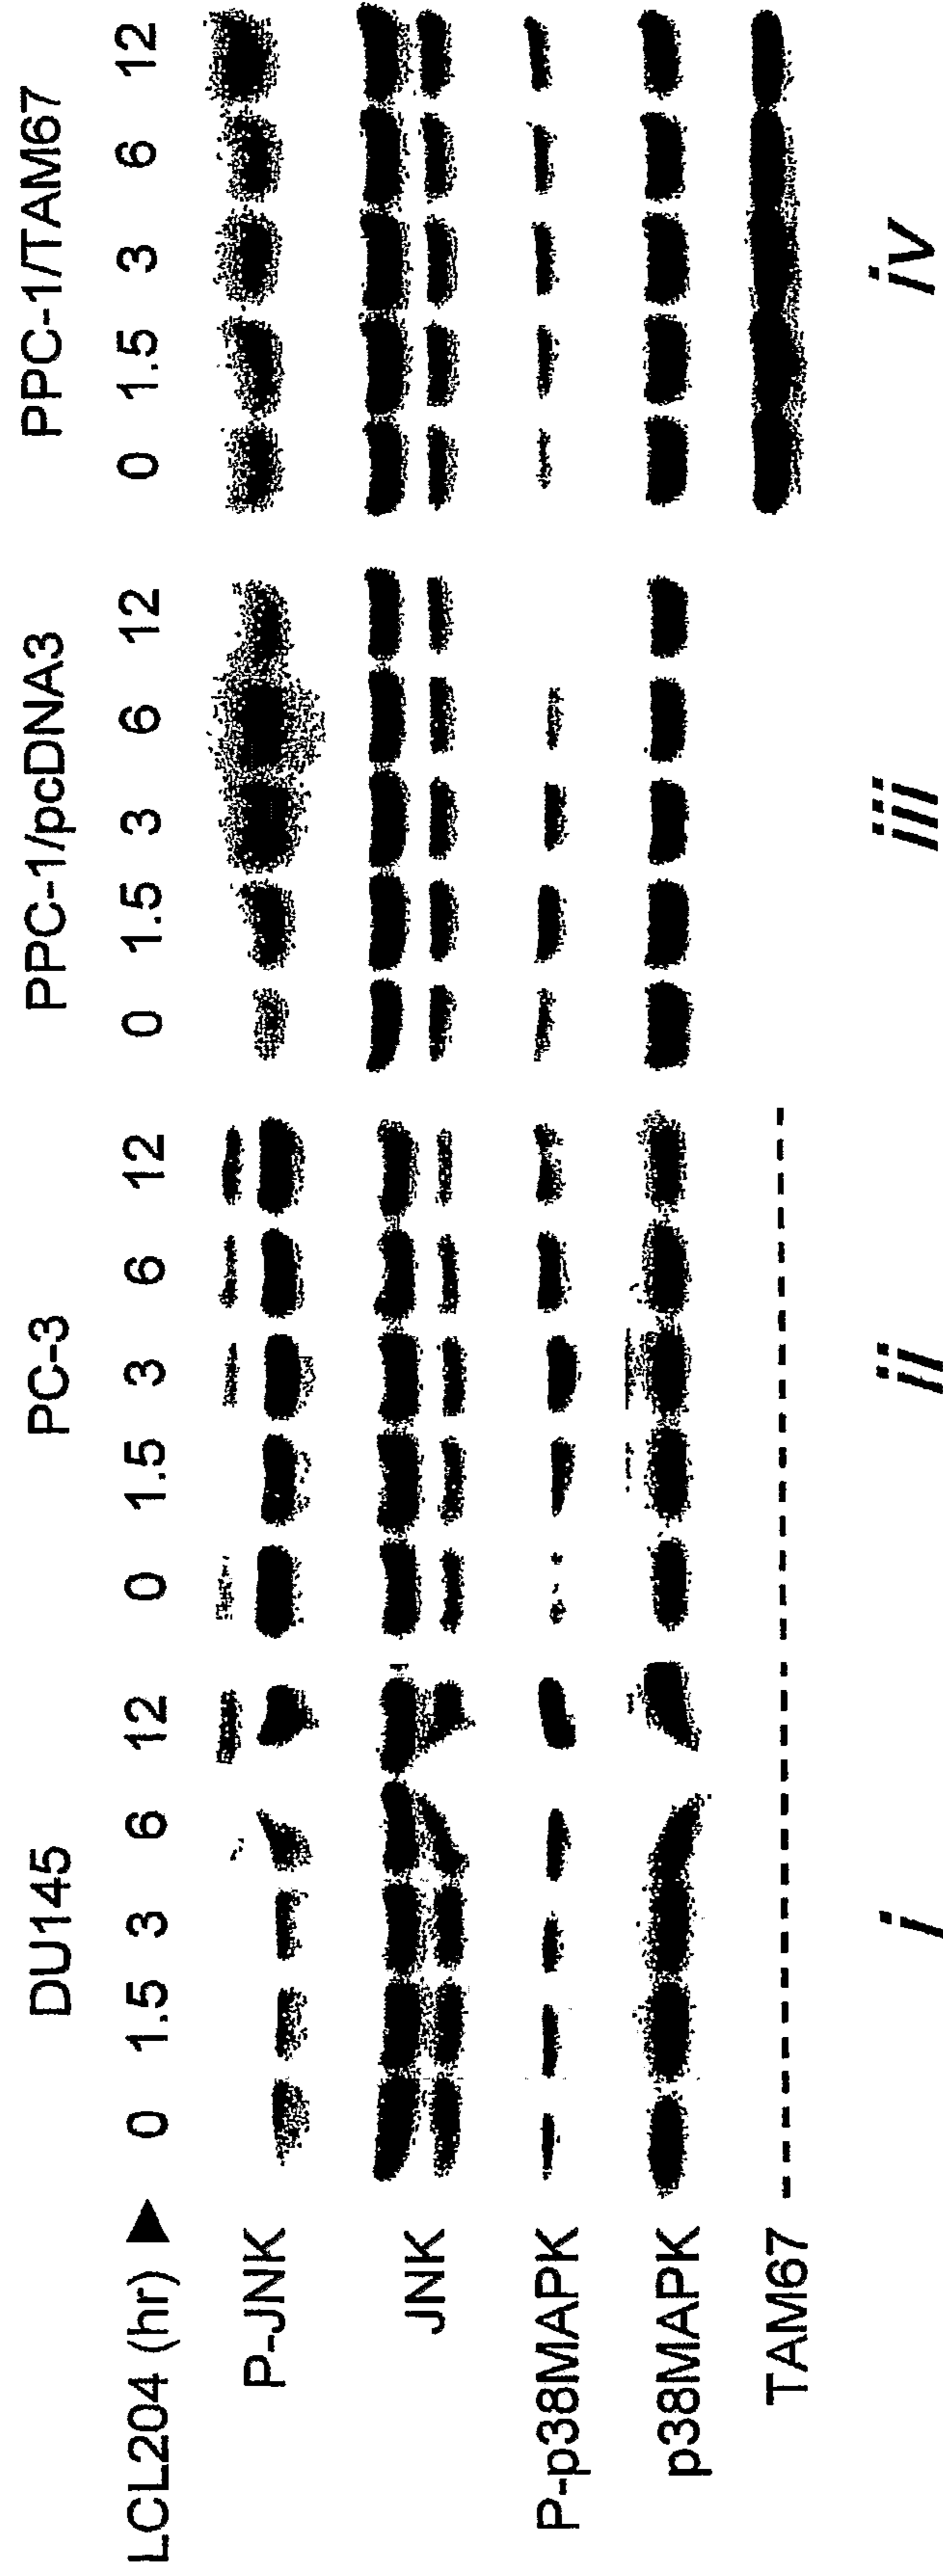 DU145 PC-3 PPC-1/pcDNA3 PPC-1/TAM67
LCL204 (hr) ▶ 0 1.5 3 6 12 0 1.5 3 6 12 0 1.5 3 6 12 0 1.5 3 6 12
P-JNK
JNK
P-p38MAPK
p38MAPK
TAM67
i ii iii iv